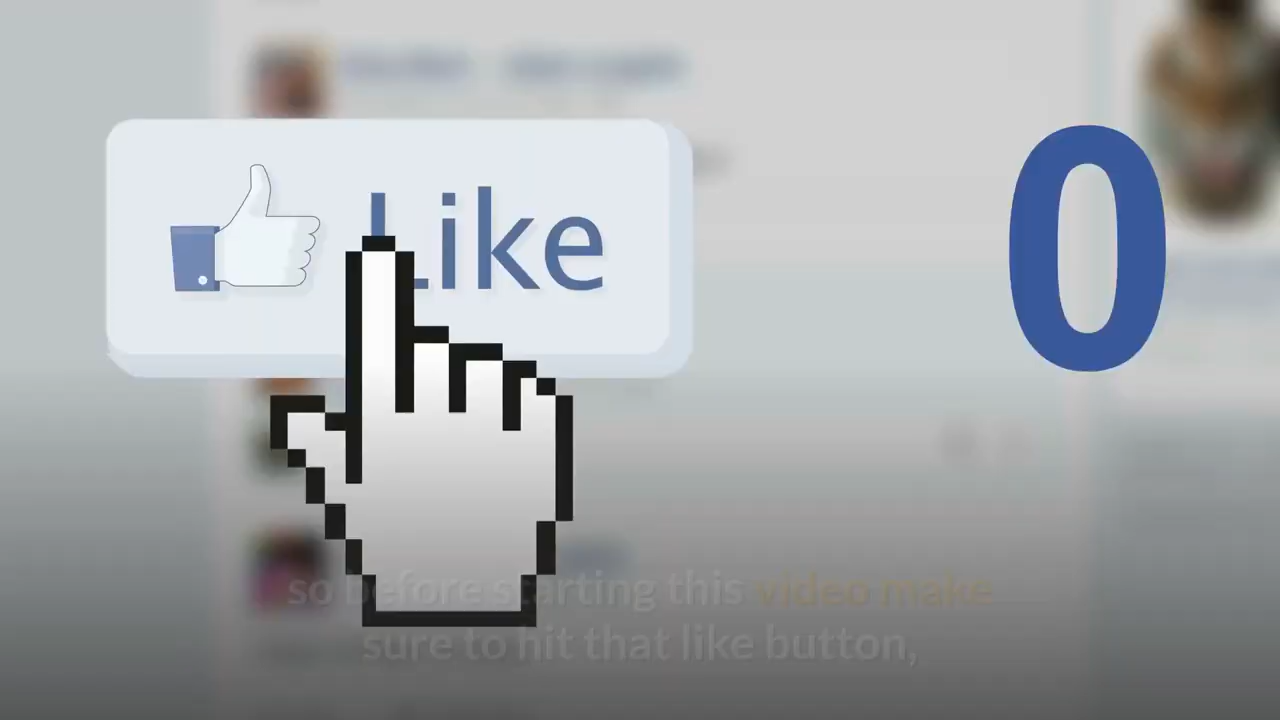 Like
0
so before starting this video make
sure to hit that like button,